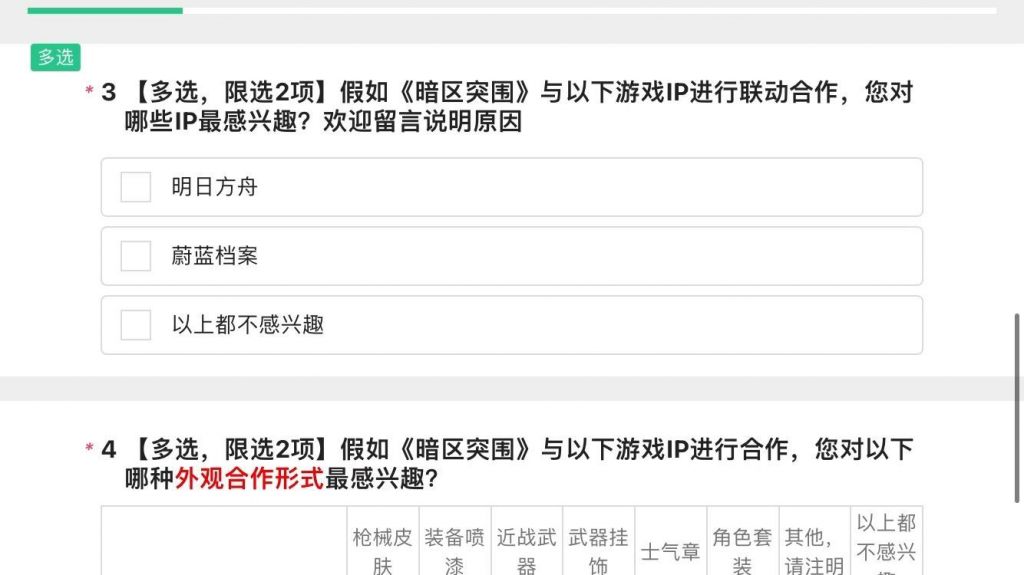 多选
* 3 【多选，限选2项】假如《暗区突围》与以下游戏IP进行联动合作，您对
哪些IP最感兴趣？欢迎留言说明原因
明日方舟
蔚蓝档案
以上都不感兴趣
* 4 【多选，限选2项】假如《暗区突围》与以下游戏IP进行合作，您对以下
哪种外观合作形式最感兴趣？
枪械皮
肤
装备喷
漆
近战武
器
武器挂
饰
士气章
角色套
装
其他，
请注明
以上都
不感兴